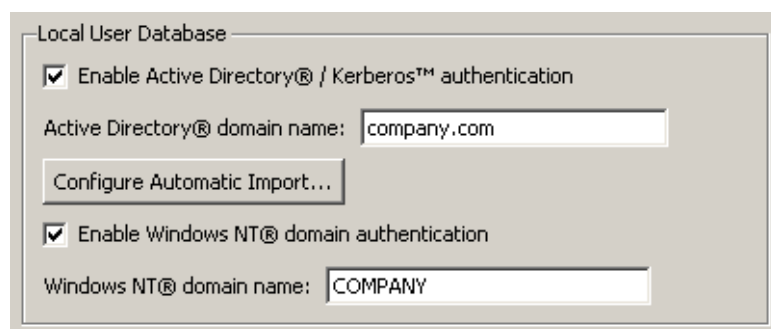 Local User Database
Enable Active Directory® / Kerberos™ authentication
Active Directory® domain name: company.com
Configure Automatic Import...
Enable Windows NT® domain authentication
Windows NT® domain name: COMPANY